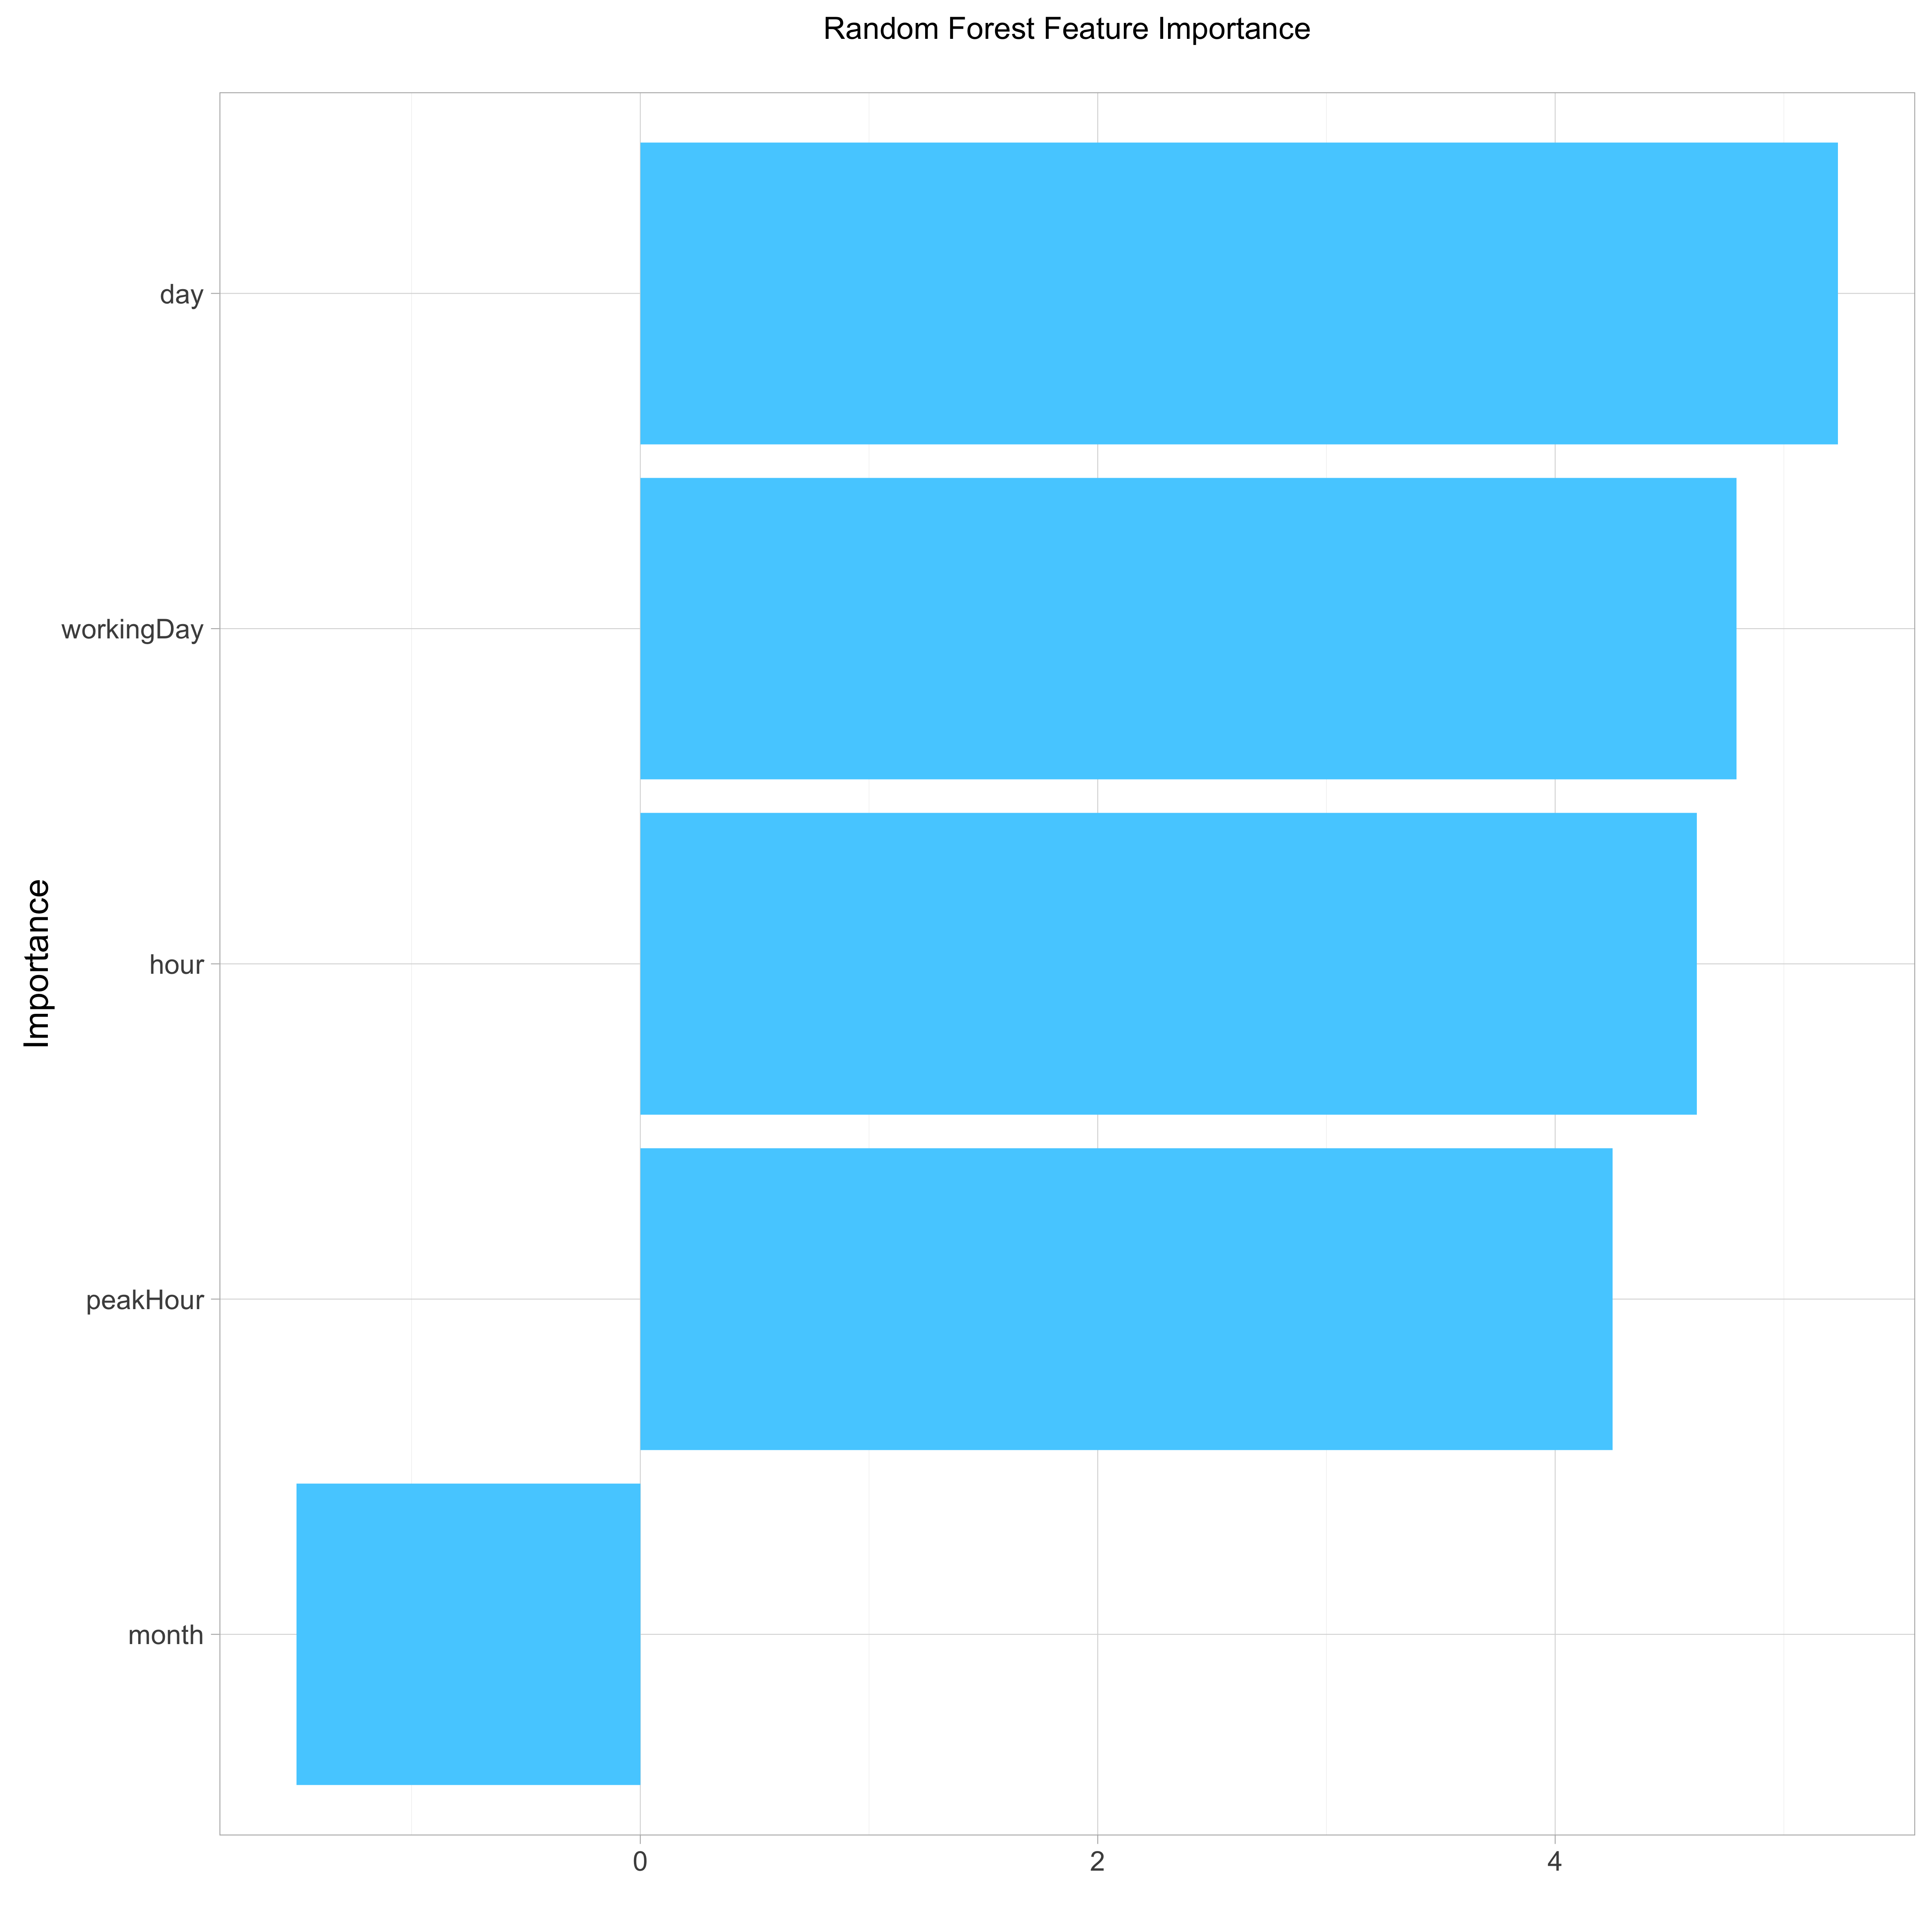 Random Forest Feature Importance
Importance
day
workingDay
hour
peakHour
month
0 2 4